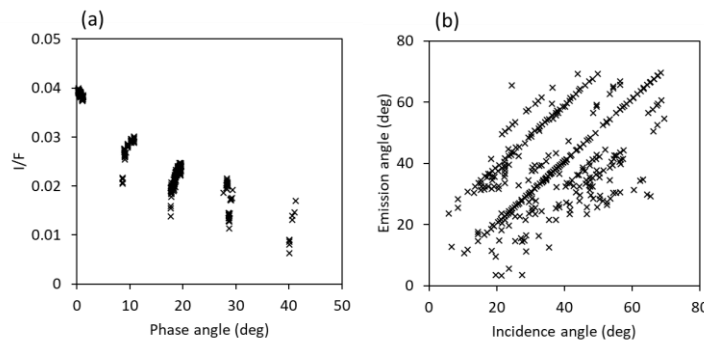 (a)
0.05
0.04
0.03
0.02
0.01
0
I/F
0 10 20 30 40 50
Phase angle (deg)
(b)
80
60
40
20
0
Emission angle (deg)
0 20 40 60 80
Incidence angle (deg)